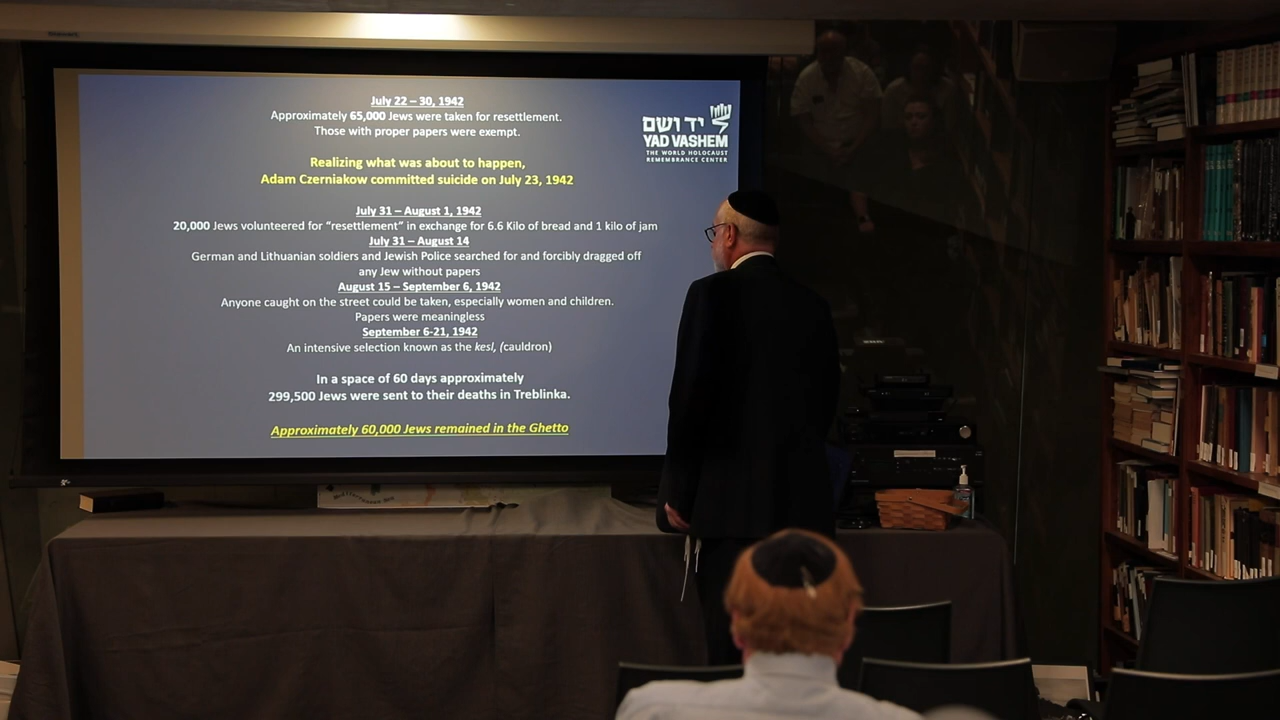 July 22 – 30, 1942
Approximately 65,000 Jews were taken for resettlement.
Those with proper papers were exempt.
Realizing what was about to happen,
Adam Czerniakow committed suicide on July 23, 1942
July 31 – August 1, 1942
20,000 Jews volunteered for “resettlement” in exchange for 6.6 Kilo of bread and 1 kilo of jam
July 31 – August 14
German and Lithuanian soldiers and Jewish Police searched for and forcibly dragged off
any Jew without papers
August 15 – September 6, 1942
Anyone caught on the street could be taken, especially women and children.
Papers were meaningless
September 6-21, 1942
An intensive selection known as the kesl, (cauldron)
In a space of 60 days approximately
299,500 Jews were sent to their deaths in Treblinka.
Approximately 60,000 Jews remained in the Ghetto
יד ושם
YAD VASHEM
THE WORLD HOLOCAUST
REMEMBRANCE CENTER